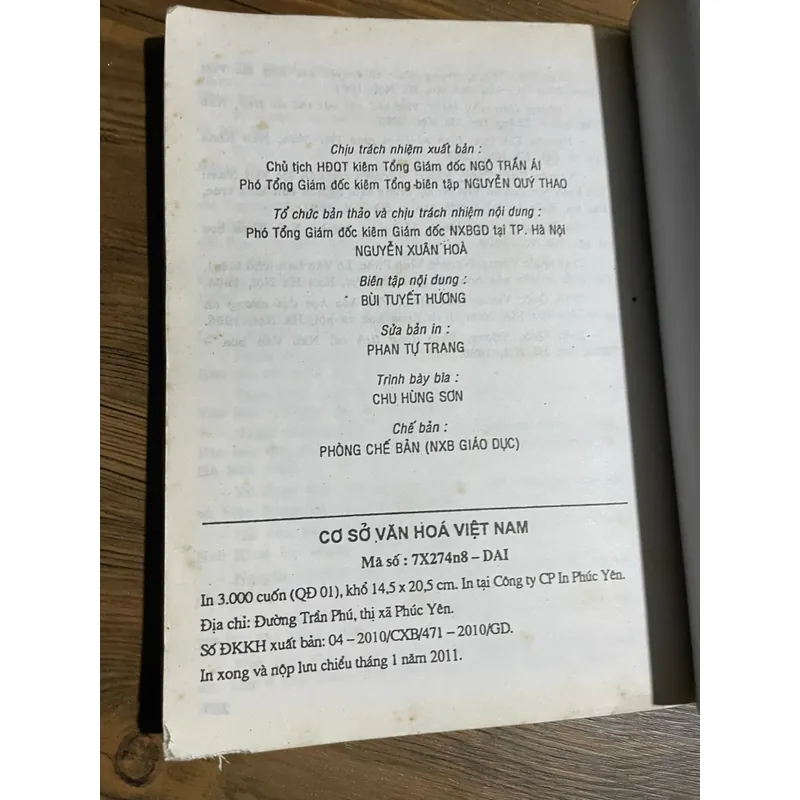 Chịu trách nhiệm xuất bản :
Chủ tịch HĐQT kiêm Tổng Giám đốc NGÔ TRẦN ÁI
Phó Tổng Giám đốc kiêm Tổng biên tập NGUYỄN QUÝ THAO
Tổ chức bản thảo và chịu trách nhiệm nội dung :
Phó Tổng Giám đốc kiêm Giám đốc NXBGD tại TP. Hà Nội
NGUYỄN XUÂN HOÀ
Biên tập nội dung :
BÙI TUYẾT HƯƠNG
Sửa bản in :
PHAN TỰ TRANG
Trình bày bìa :
CHU HÙNG SƠN
Chế bản :
PHÒNG CHẾ BẢN (NXB GIÁO DỤC)
CƠ SỞ VĂN HOÁ VIỆT NAM
Mã số : 7X274n8 – DAI
In 3.000 cuốn (QĐ 01), khổ 14,5 x 20,5 cm. In tại Công ty CP In Phúc Yên.
Địa chỉ: Đường Trần Phú, thị xã Phúc Yên.
Số ĐKKH xuất bản: 04 – 2010/CXB/471 – 2010/GD.
In xong và nộp lưu chiểu tháng 1 năm 2011.